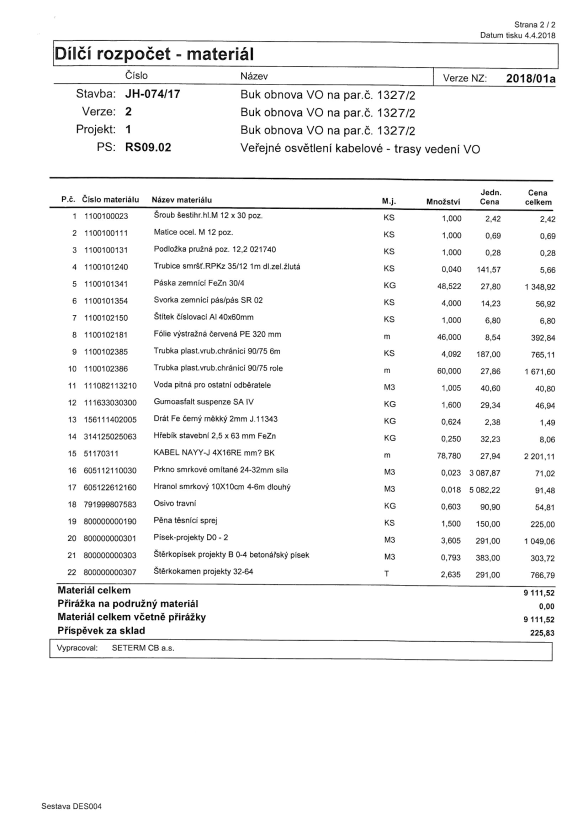 Strana 2 / 2
Datum tisku 4.4.2018
Dílčí rozpočet - materiál
Číslo Název Verze NZ: 2018/01a
Stavba: JH-074/17 Buk obnova VO na par.č. 1327/2
Verze: 2 Buk obnova VO na par.č. 1327/2
Projekt: 1 Buk obnova VO na par.č. 1327/2
PS: RS09.02 Veřejné osvětlení kabelové - trasy vedení VO
P.č. Číslo materiálu Název materiálu M.j. Množství Jedn. Cena Cena celkem
1 1100100023 Šroub šestihr.hl.M 12 x 30 poz. KS 1,000 2,42 2,42
2 1100100111 Matice ocel. M 12 poz. KS 1,000 0,69 0,69
3 1100100131 Podložka pružná poz. 12,2 021740 KS 1,000 0,28 0,28
4 1100101240 Trubice smršť.RPKz 35/12 1m dl.zel.žlutá KS 0,040 141,57 5,66
5 1100101341 Páska zemnící FeZn 30/4 KG 48,522 27,80 1 348,92
6 1100101354 Svorka zemnící pás/pás SR 02 KS 4,000 14,23 56,92
7 1100102150 Štítek číslovací Al 40x60mm KS 1,000 6,80 6,80
8 1100102181 Fólie výstražná červená PE 320 mm m 46,000 8,54 392,84
9 1100102385 Trubka plast.vrub.chránící 90/75 6m KS 4,092 187,00 765,11
10 1100102386 Trubka plast.vrub.chránící 90/75 role m 60,000 27,86 1 671,60
11 111082113210 Voda pitná pro ostatní odběratele M3 1,005 40,60 40,80
12 111633030300 Gumoasfalt suspenze SA IV KG 1,600 29,34 46,94
13 156111402005 Drát Fe černý měkký 2mm J.11343 KG 0,624 2,38 1,49
14 314125025063 Hřebík stavební 2,5 x 63 mm FeZn KG 0,250 32,23 8,06
15 51170311 KABEL NAYY-J 4X16RE mm? BK m 78,780 27,94 2 201,11
16 605112110030 Prkno smrkové omítané 24-32mm síla M3 0,023 3 087,87 71,02
17 605122612160 Hranol smrkový 10X10cm 4-6m dlouhý M3 0,018 5 082,22 91,48
18 791999807583 Osivo travní KG 0,603 90,90 54,81
19 800000000190 Pěna těsnící sprej KS 1,500 150,00 225,00
20 800000000301 Písek-projekty D0 - 2 M3 3,605 291,00 1 049,06
21 800000000303 Štěrkopísek projekty B 0-4 betonářský písek M3 0,793 383,00 303,72
22 800000000307 Štěrkokamen projekty 32-64 T 2,635 291,00 766,79
Materiál celkem 9 111,52
Přirážka na podružný materiál 0,00
Materiál celkem včetně přirážky 9 111,52
Příspěvek za sklad 225,83
Vypracoval: SETERM CB a.s.
Sestava DES004